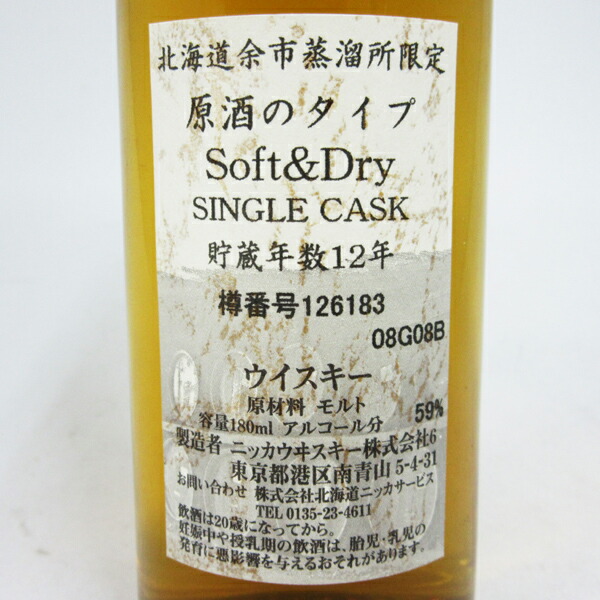 北海道余市蒸溜所限定
原酒のタイプ
Soft&Dry
SINGLE CASK
貯蔵年数12年
樽番号126183
08G08B
ウイスキー
原材料 モルト
容量180ml アルコール分 59%
製造者 ニッカウヰスキー株式会社6
東京都港区南青山 5-4-31
お問い合わせ 株式会社北海道ニッカサービス
TEL 0135-23-4611
飲酒は20歳になってから。
妊娠中や授乳期の飲酒は、胎児・乳児の
発育に悪影響を与えるおそれがあります。